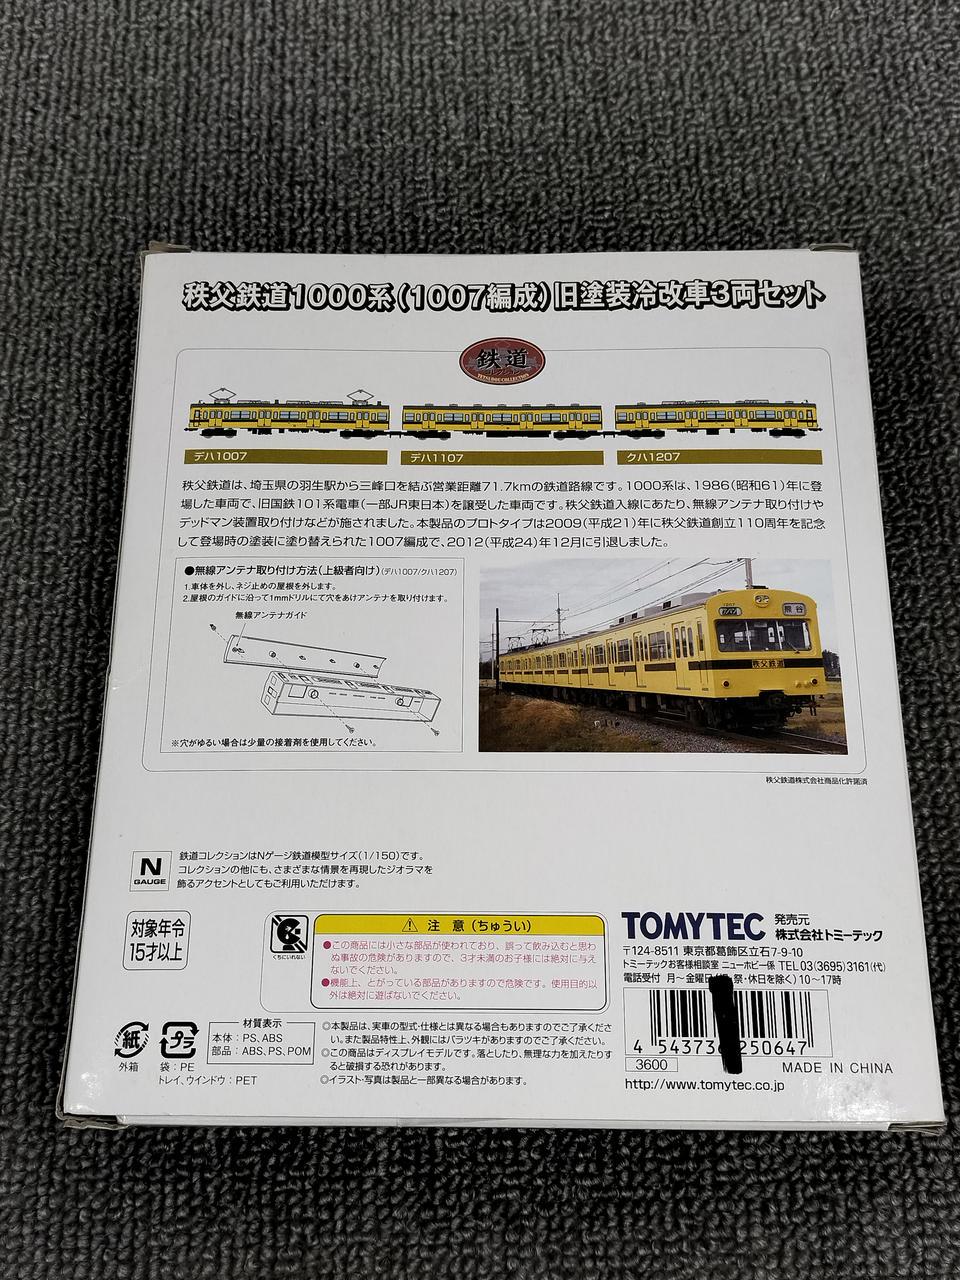 秩父鉄道1000系(1007編成)旧塗装冷改車3両セット
鉄道
コレクション
TETSUDOU COLLECTION
デハ1007
デハ1107
クハ1207
秩父鉄道は、埼玉県の羽生駅から三峰口を結ぶ営業距離71.7kmの鉄道路線です。1000系は、1986(昭和61)年に登
場した車両で、旧国鉄101系電車(一部JR東日本)を譲受した車両です。秩父鉄道入線にあたり、無線アンテナ取り付けや
デッドマン装置取り付けなどが施されました。本製品のプロトタイプは2009(平成21)年に秩父鉄道創立110周年を記念
して登場時の塗装に塗り替えられた1007編成で、2012(平成24)年12月に引退しました。
●無線アンテナ取り付け方法(上級者向け)(デハ1007/クハ1207)
1.車体を外し、ネジ止めの屋根を外します。
2.屋根のガイドに沿って1mmドリルにて穴をあけアンテナを取り付けます。
無線アンテナガイド
※穴がゆるい場合は少量の接着剤を使用してください。
1207
熊谷
秩父鉄道
秩父鉄道株式会社商品化許諾済
N
GAUGE
鉄道コレクションはNゲージ鉄道模型サイズ(1/150)です。
コレクションの他にも、さまざまな情景を再現したジオラマを
飾るアクセントとしてもご利用いただけます。
対象年令
15才以上
くちにいれない
注意(ちゅうい)
●この商品には小さな部品が使われており、誤って飲み込むと思わ
ぬ事故の危険がありますので、3才未満のお子様には絶対に与え
ないでください。
●機能上、とがっている部品がありますので危険です。使用目的以
外は絶対に遊ばないでください。
TOMYTEC
発売元
株式会社トミーテック
〒124-8511 東京都葛飾区立石7-9-10
トミーテックお客様相談室 ニューホビー係 TEL 03(3695)3161(代)
電話受付 月〜金曜日 祭・休日を除く)10〜17時
紙
外箱
プラ
袋:PE
トレイ、ウインドウ:PET
材質表示
本体:PS, ABS
部品:ABS, PS, POM
◎本製品は、実車の型式・仕様とは異なる場合もありますのでご了承くださ
い。また製品特性上、外観にはバラツキがありますのでご了承ください。
◎この商品はディスプレイモデルです。落としたり、無理な力を加えたりす
ると破損する恐れがあります。
◎イラスト・写真は製品と一部異なる場合があります。
4 543736 250647
3600
MADE IN CHINA
http://www.tomytec.co.jp